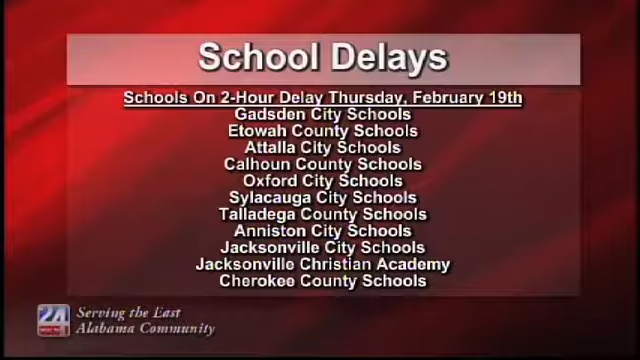 School Delays
Schools On 2-Hour Delay Thursday, February 19th
Gadsden City Schools
Etowah County Schools
Attalla City Schools
Calhoun County Schools
Oxford City Schools
Sylacauga City Schools
Talladega County Schools
Anniston City Schools
Jacksonville City Schools
Jacksonville Christian Academy
Cherokee County Schools
24
Serving the East
Alabama Community